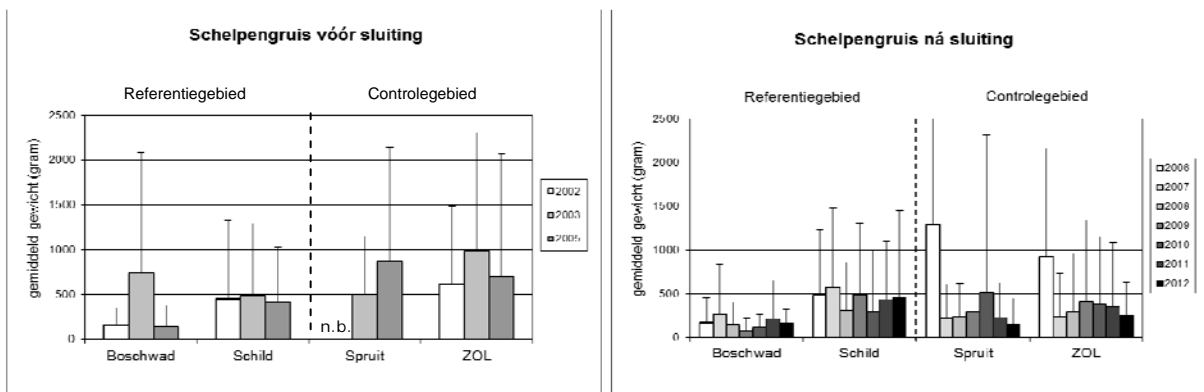 Schelpengruis vóór sluiting
Referentiegebied Controlegebied
gemiddeld gewicht (gram)
2500
2000
1500
1000
500
0
n.b.
Boschwad Schild Spruit ZOL
2002
2003
2005
Schelpengruis ná sluiting
Referentiegebied Controlegebied
gemiddeld gewicht (gram)
2500
2000
1500
1000
500
0
Boschwad Schild Spruit ZOL
2006
2007
2008
2009
2010
2011
2012